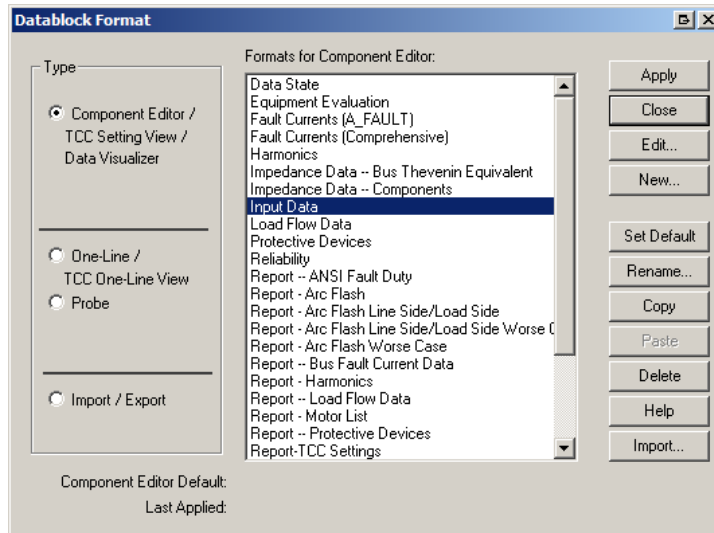 Datablock Format
Type
Component Editor /
TCC Setting View /
Data Visualizer
One-Line /
TCC One-Line View
Probe
Import / Export
Formats for Component Editor:
Data State
Equipment Evaluation
Fault Currents (A_FAULT)
Fault Currents (Comprehensive)
Harmonics
Impedance Data -- Bus Thevenin Equivalent
Impedance Data -- Components
Input Data
Load Flow Data
Protective Devices
Reliability
Report -- ANSI Fault Duty
Report - Arc Flash
Report - Arc Flash Line Side/Load Side
Report - Arc Flash Line Side/Load Side Worse
Report - Arc Flash Worse Case
Report -- Bus Fault Current Data
Report - Harmonics
Report -- Load Flow Data
Report - Motor List
Report -- Protective Devices
Report-TCC Settings
Apply
Close
Edit...
New...
Set Default
Rename...
Copy
Paste
Delete
Help
Import...
Component Editor Default:
Last Applied: